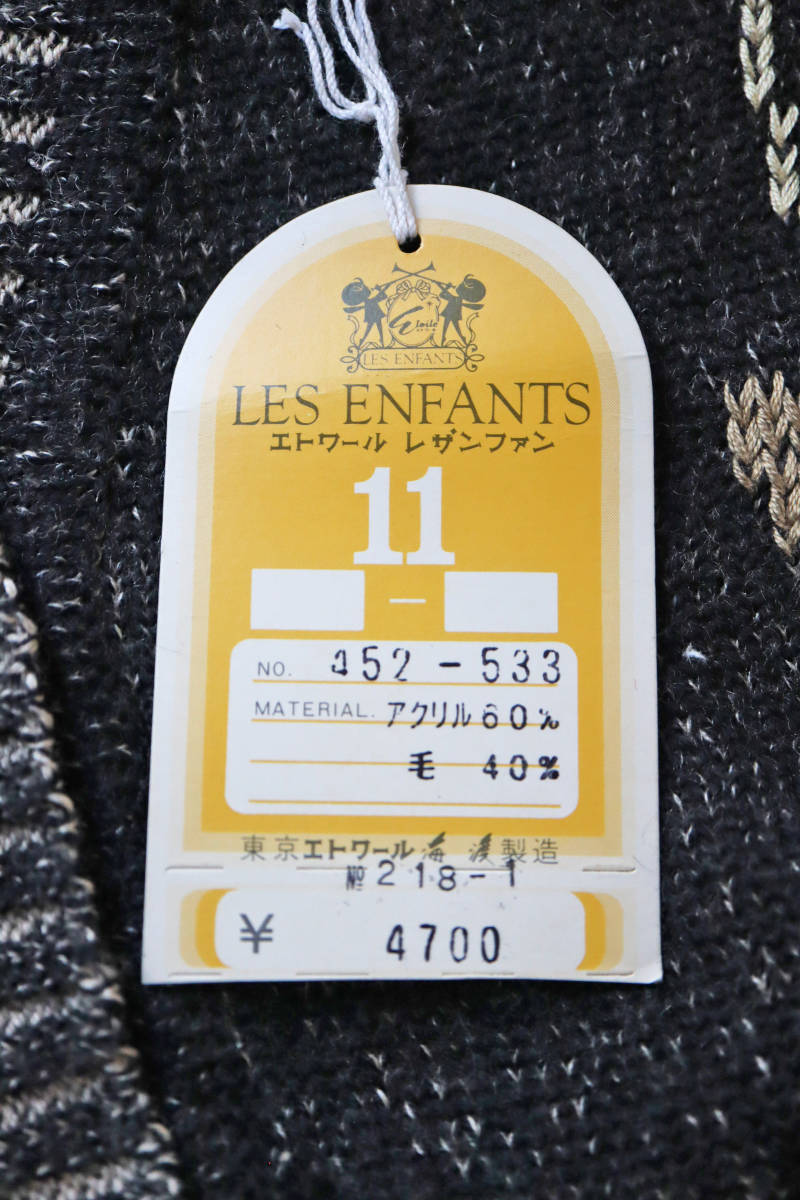 Etoile
LES ENFANTS
LES ENFANTS
エトワール レザンファン
11
—
NO. 452-533
MATERIAL. アクリル 60%
毛 40%
東京エトワール海渡製造
№ 218-1
¥ 4700